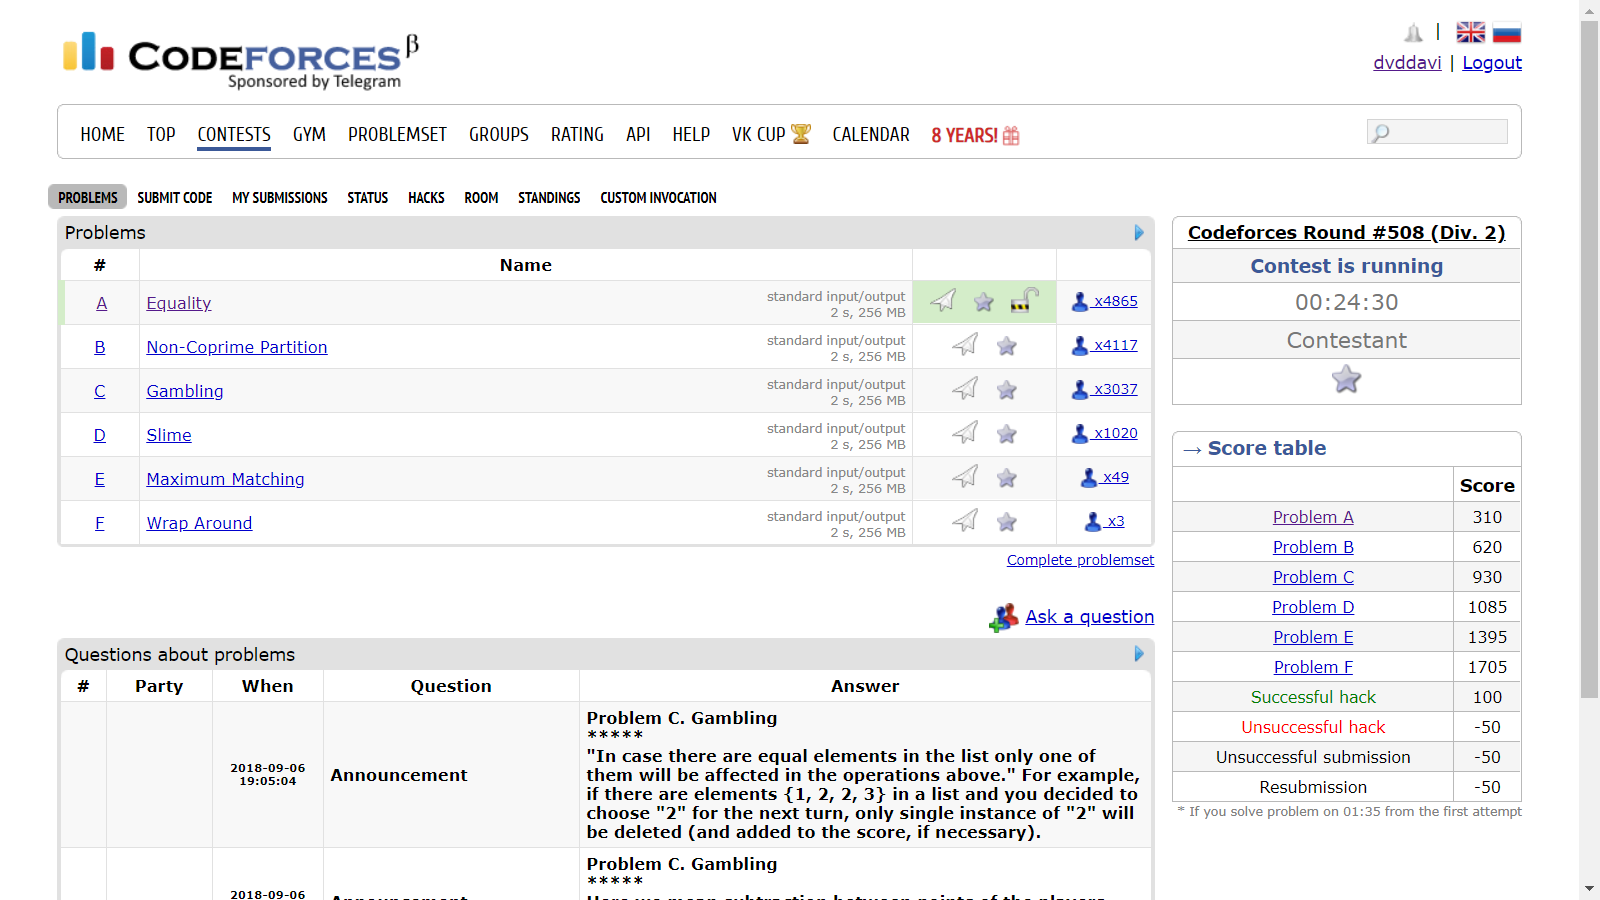 CODEFORCES β
Sponsored by Telegram
|
dvddavi | Logout
HOME TOP CONTESTS GYM PROBLEMSET GROUPS RATING API HELP VK CUP CALENDAR 8 YEARS!
PROBLEMS SUBMIT CODE MY SUBMISSIONS STATUS HACKS ROOM STANDINGS CUSTOM INVOCATION
Problems
# Name
A Equality standard input/output x4865
2 s, 256 MB
B Non-Coprime Partition standard input/output x4117
2 s, 256 MB
C Gambling standard input/output x3037
2 s, 256 MB
D Slime standard input/output x1020
2 s, 256 MB
E Maximum Matching standard input/output x49
2 s, 256 MB
F Wrap Around standard input/output x3
2 s, 256 MB
Complete problemset
Ask a question
Questions about problems
# Party When Question Answer
2018-09-06
19:05:04
Announcement
Problem C. Gambling
*****
"In case there are equal elements in the list only one of
them will be affected in the operations above." For example,
if there are elements {1, 2, 2, 3} in a list and you decided to
choose "2" for the next turn, only single instance of "2" will
be deleted (and added to the score, if necessary).
2018-09-06
Announcement
Problem C. Gambling
*****
Here we mean subtraction between points of the players
Codeforces Round #508 (Div. 2)
Contest is running
00:24:30
Contestant
→ Score table
Score
Problem A 310
Problem B 620
Problem C 930
Problem D 1085
Problem E 1395
Problem F 1705
Successful hack 100
Unsuccessful hack -50
Unsuccessful submission -50
Resubmission -50
* If you solve problem on 01:35 from the first attempt